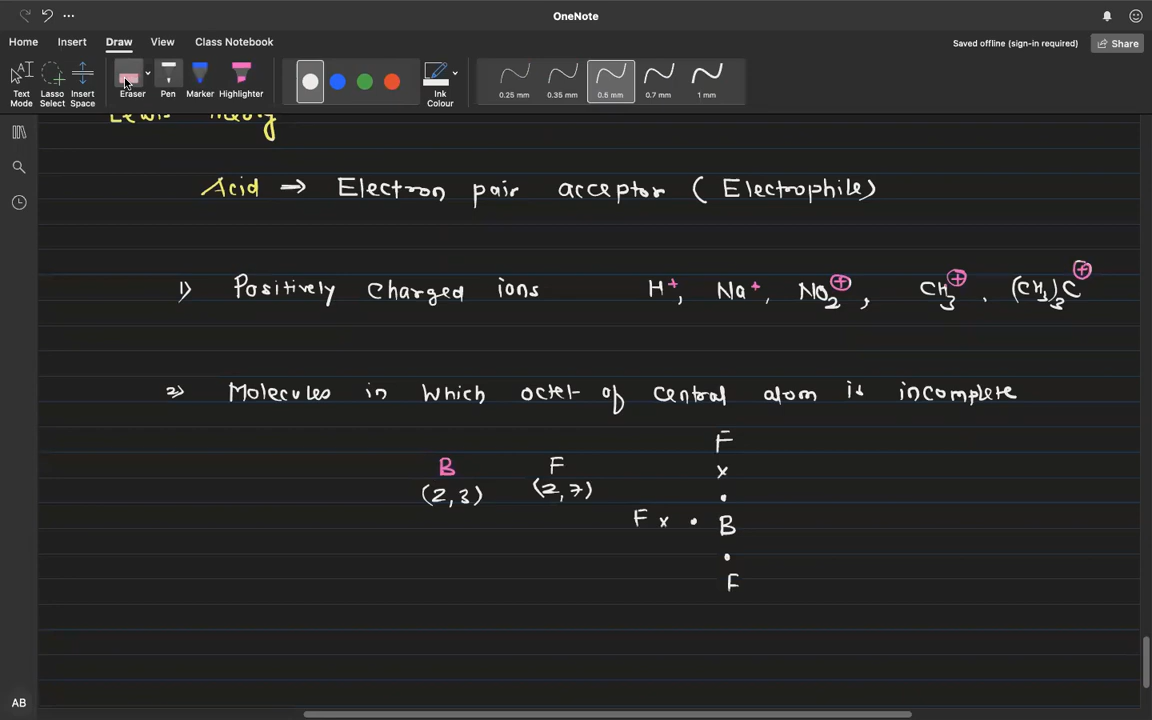 OneNote
Home Insert Draw View Class Notebook
Saved offline (sign-in required) Share
Text Mode Lasso Select Insert Space Eraser Pen Marker Highlighter Ink Colour 0.25 mm 0.35 mm 0.5 mm 0.7 mm 1 mm
Lewis Theory
Acid → Electron pair acceptor (Electrophile)
1) Positively charged ions H⁺, Na⁺, NO₂⊕, CH₃⊕, (CH₃)₃C⊕
2) Molecules in which octet of central atom is incomplete
F
B F x
(2,3) (2,7) •
F x • B
•
F
AB